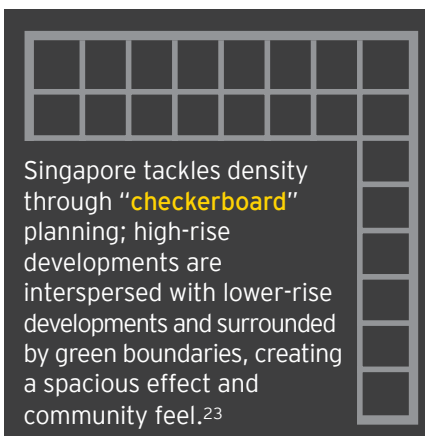 Singapore tackles density
through “checkerboard”
planning; high-rise
developments are
interspersed with lower-rise
developments and surrounded
by green boundaries, creating
a spacious effect and
community feel.23